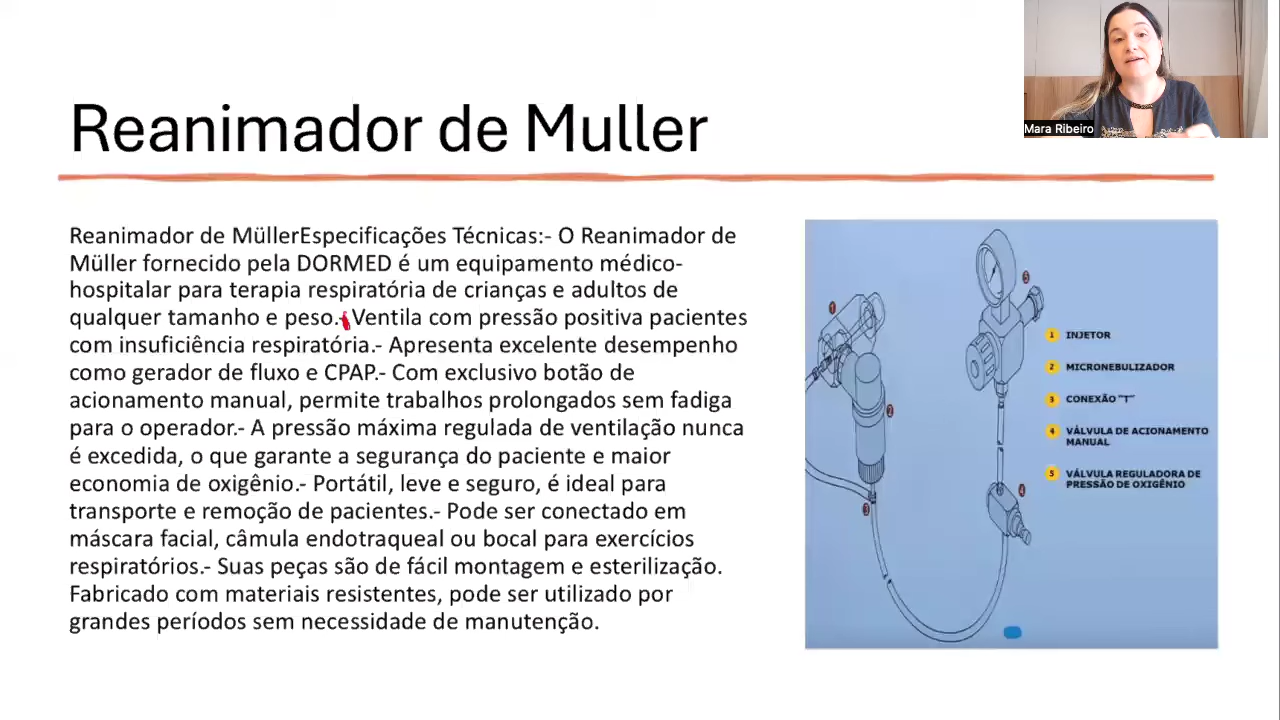 Mara Ribeiro
Reanimador de Muller
Reanimador de MüllerEspecificações Técnicas:- O Reanimador de
Müller fornecido pela DORMED é um equipamento médico-
hospitalar para terapia respiratória de crianças e adultos de
qualquer tamanho e peso.- Ventila com pressão positiva pacientes
com insuficiência respiratória.- Apresenta excelente desempenho
como gerador de fluxo e CPAP.- Com exclusivo botão de
acionamento manual, permite trabalhos prolongados sem fadiga
para o operador.- A pressão máxima regulada de ventilação nunca
é excedida, o que garante a segurança do paciente e maior
economia de oxigênio.- Portátil, leve e seguro, é ideal para
transporte e remoção de pacientes.- Pode ser conectado em
máscara facial, câmula endotraqueal ou bocal para exercícios
respiratórios.- Suas peças são de fácil montagem e esterilização.
Fabricado com materiais resistentes, pode ser utilizado por
grandes períodos sem necessidade de manutenção.
1
2
3
4
5
1 INJETOR
2 MICRONEBULIZADOR
3 CONEXÃO "T"
4 VÁLVULA DE ACIONAMENTO
MANUAL
5 VÁLVULA REGULADORA DE
PRESSÃO DE OXIGÊNIO